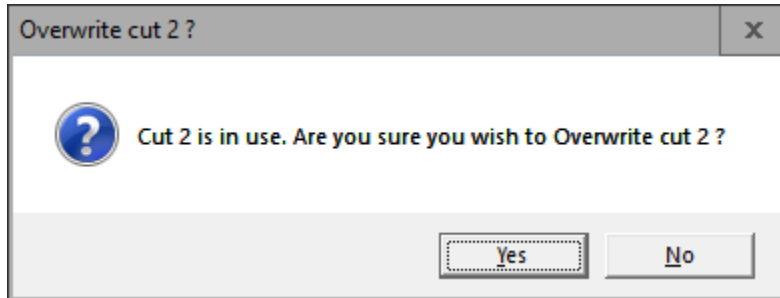 Overwrite cut 2 ?
x
?
Cut 2 is in use. Are you sure you wish to Overwrite cut 2 ?
Yes
No